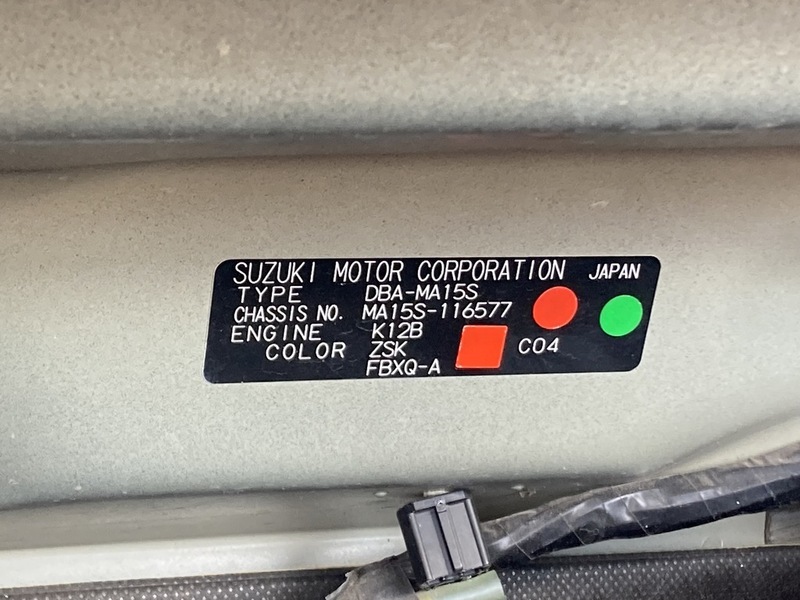 SUZUKI MOTOR CORPORATION JAPAN
TYPE DBA-MA15S
CHASSIS NO. MA15S-116577
ENGINE K12B
COLOR ZSK C04
FBXQ-A